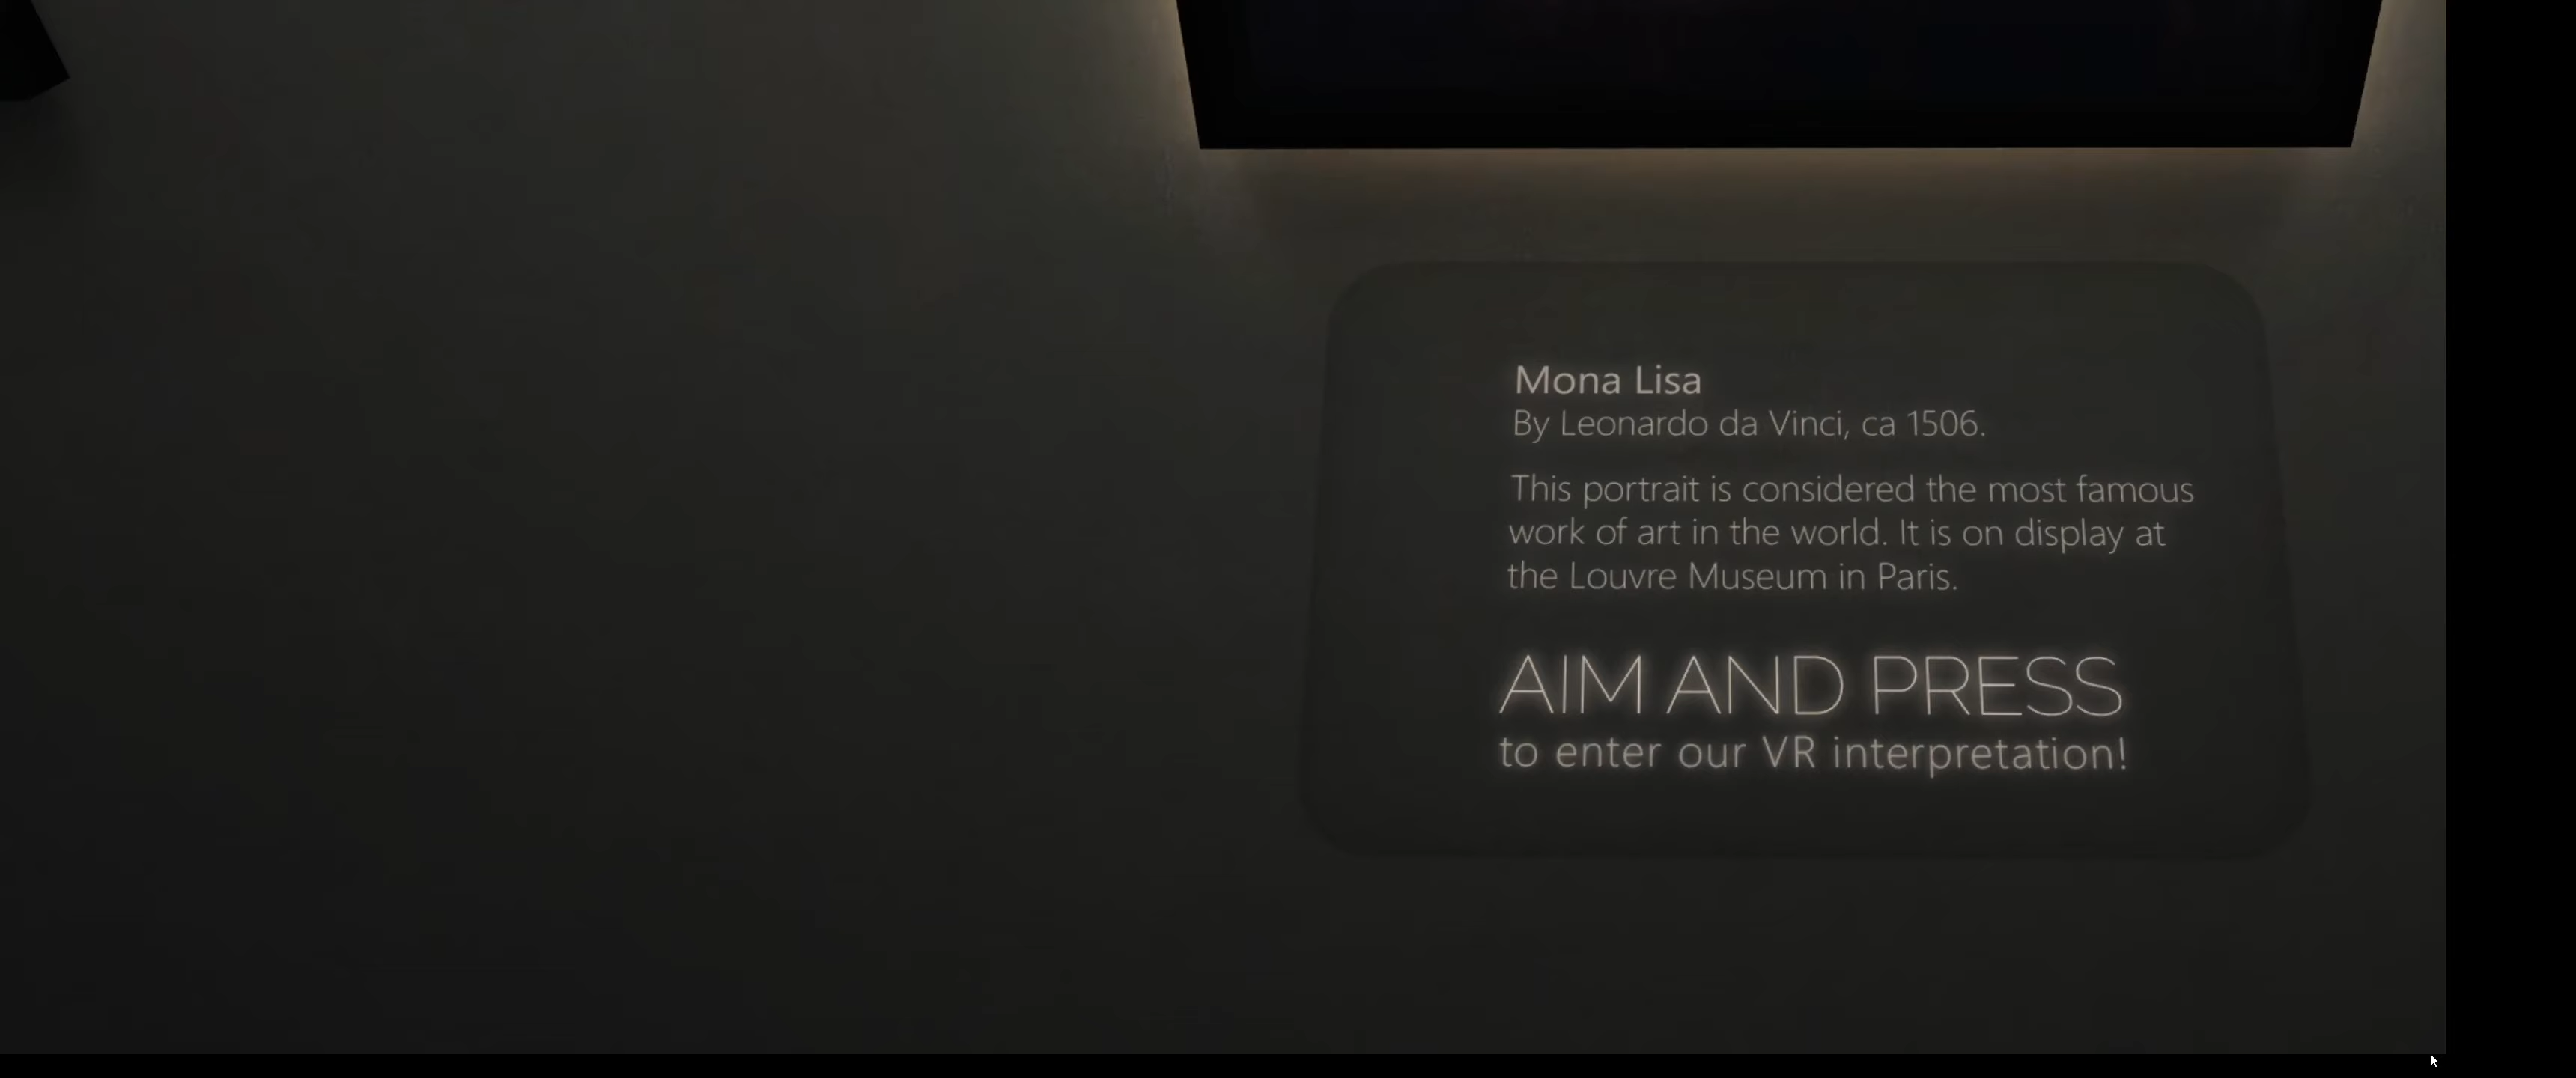 Mona Lisa
By Leonardo da Vinci, ca 1506.
This portrait is considered the most famous
work of art in the world. It is on display at
the Louvre Museum in Paris.
AIM AND PRESS
to enter our VR interpretation!